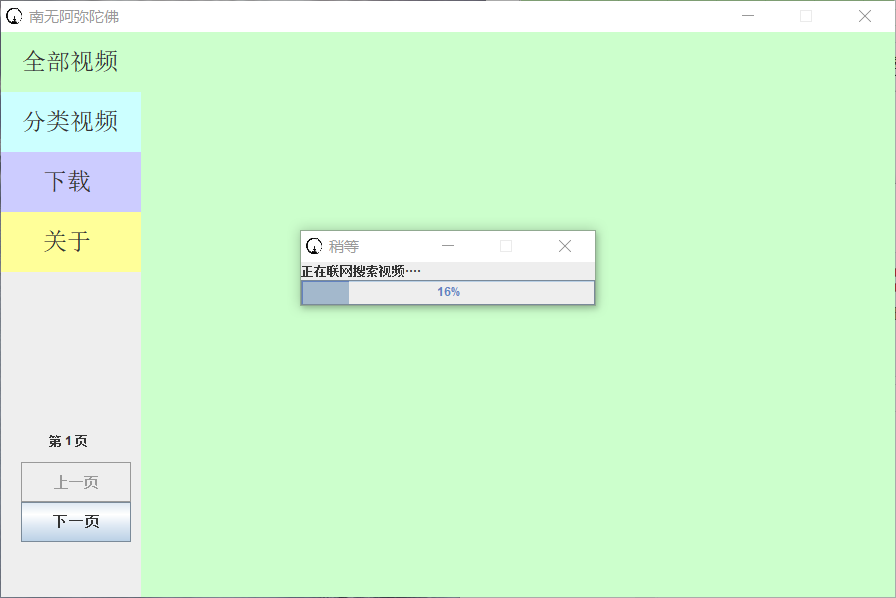 南无阿弥陀佛
全部视频
分类视频
下载
关于
稍等
正在联网搜索视频····
16%
第1页
上一页
下一页